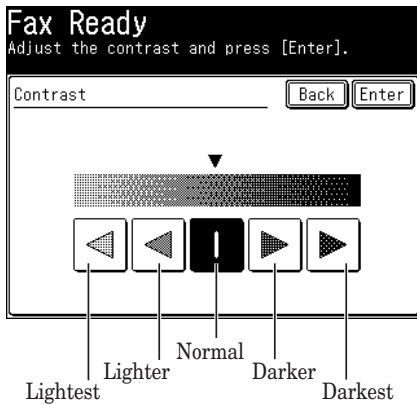 Fax Ready
Adjust the contrast and press [Enter].
Contrast
Back
Enter
Normal
Lighter
Darker
Lightest
Darkest